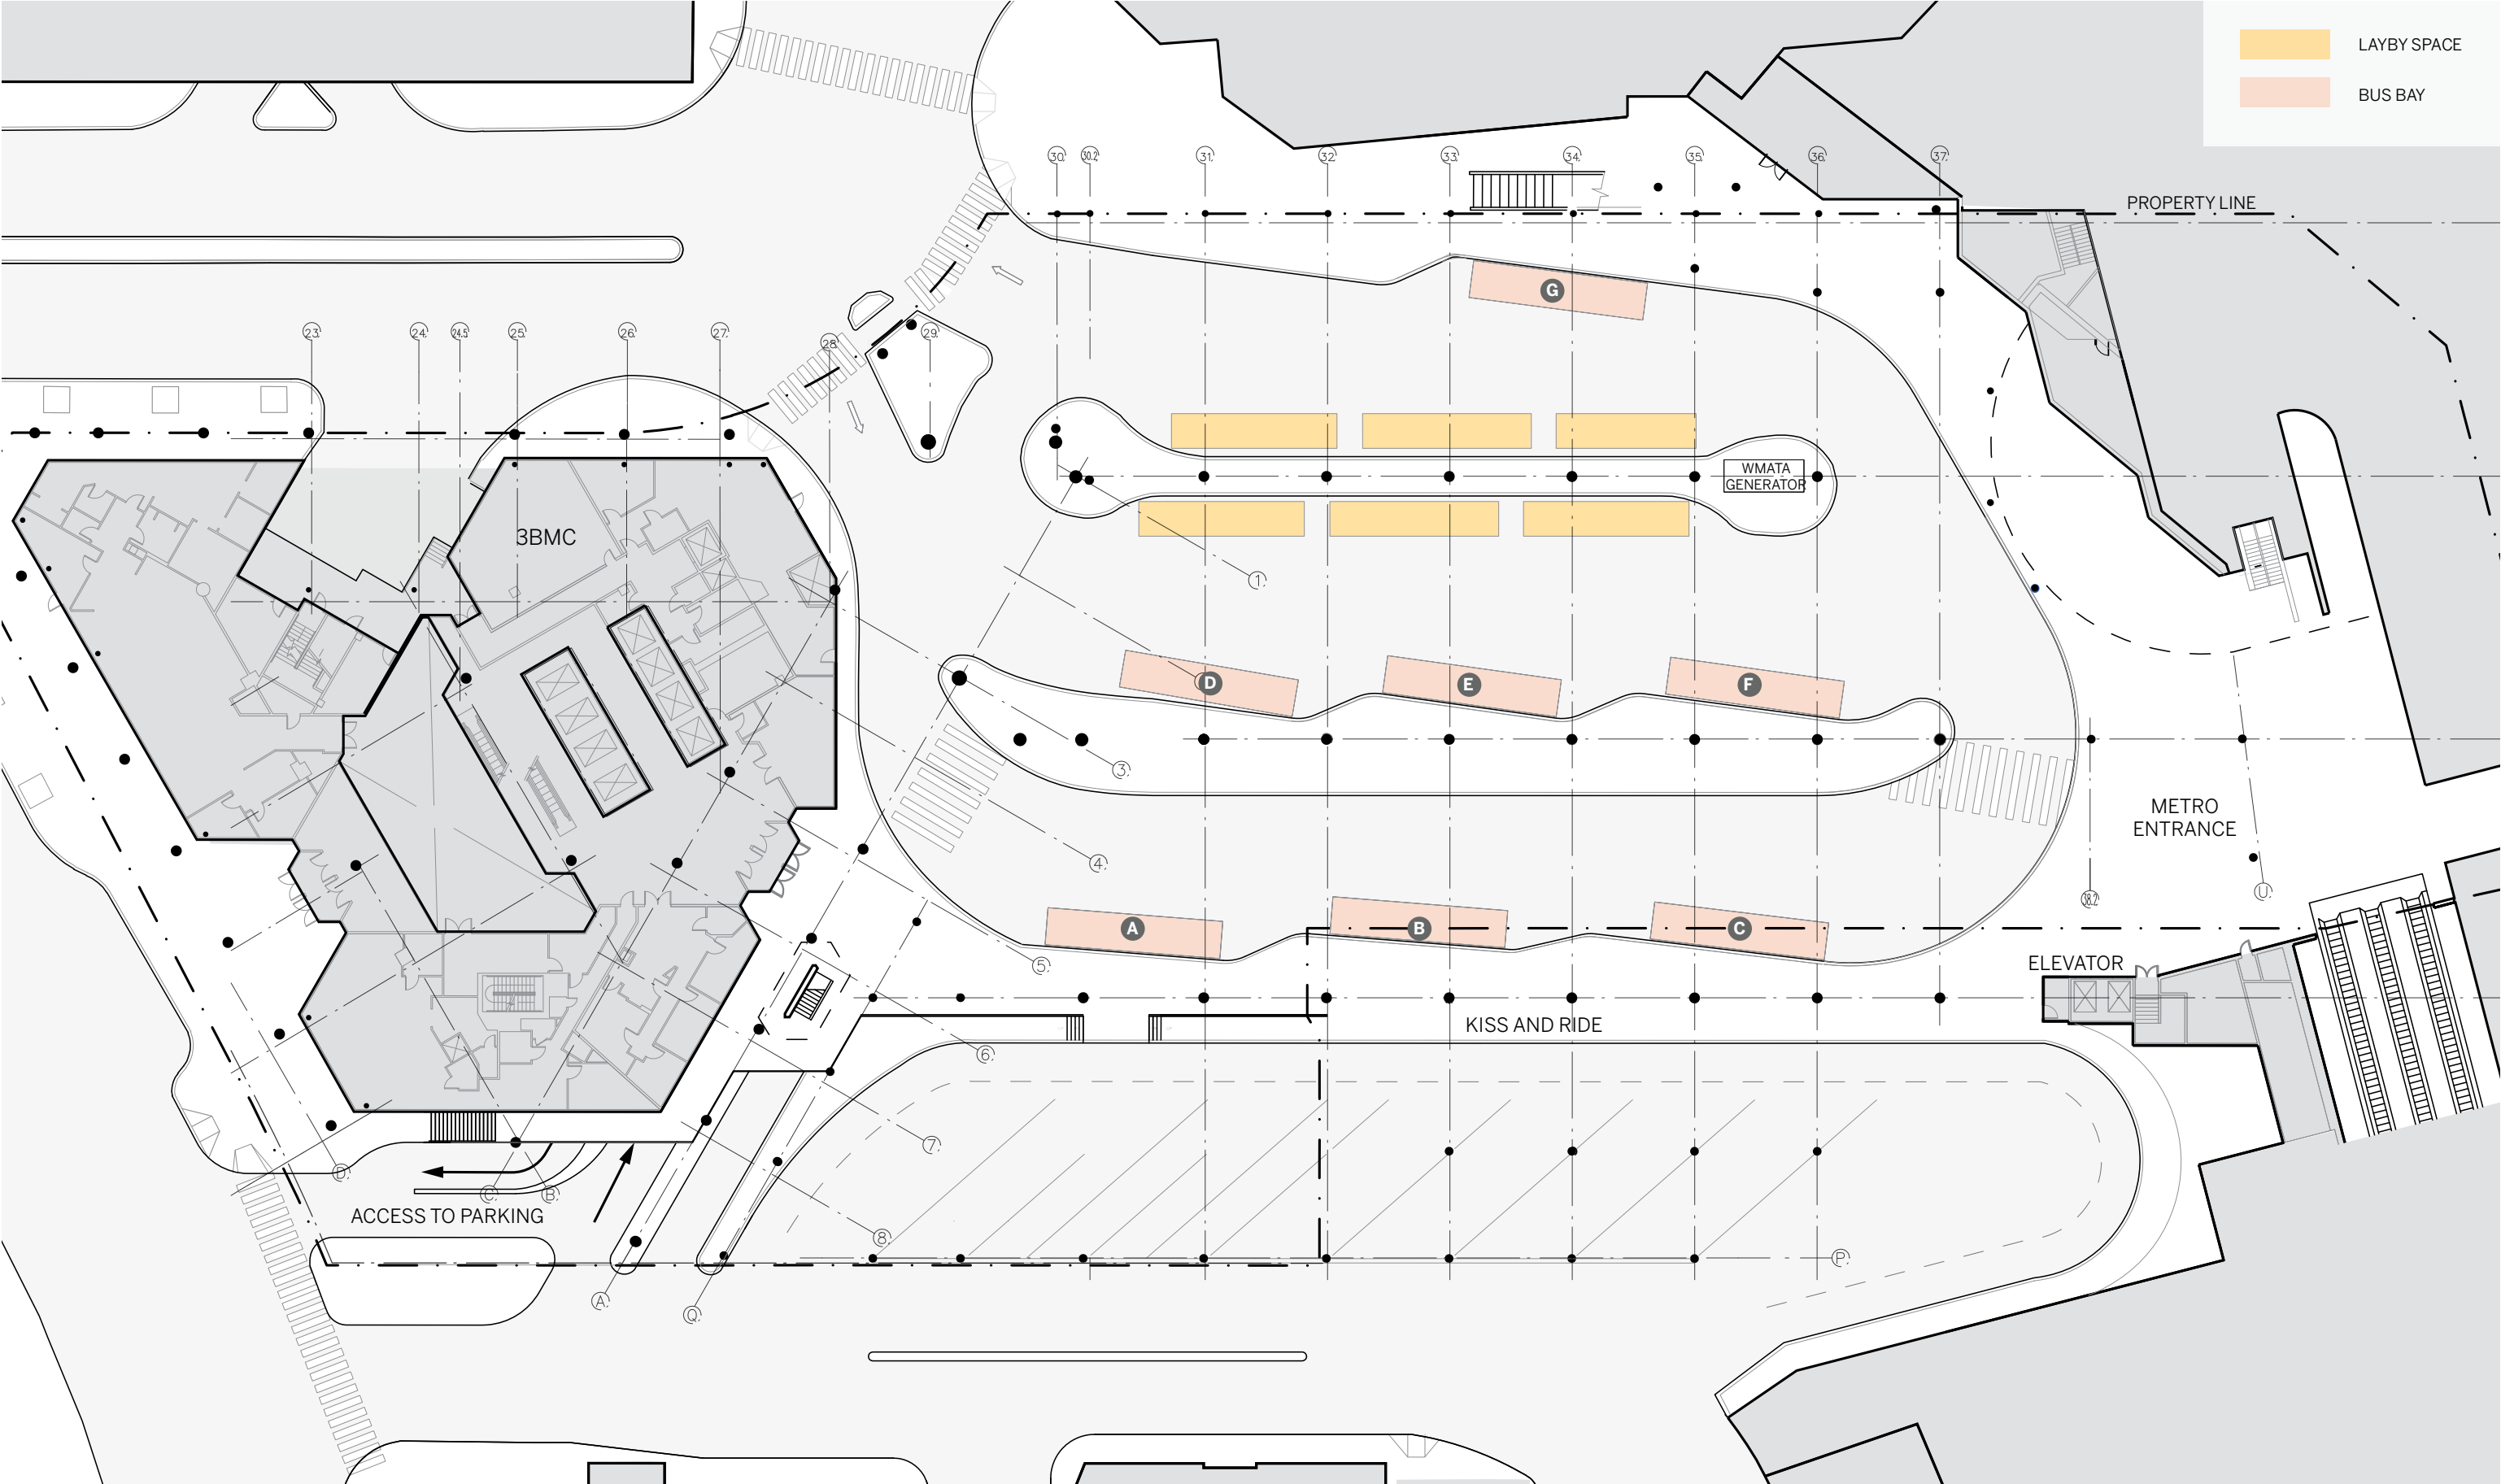 LAYBY SPACE
BUS BAY
30.
30.2
31.
32.
33.
34.
35.
36.
37.
PROPERTY LINE
G
23.
24.
24.5
25.
26.
27.
28.
29.
WMATA
GENERATOR
3BMC
1.
D
E
F
3.
METRO
ENTRANCE
4.
U.
38.2
A
B
C
5.
ELEVATOR
KISS AND RIDE
6.
7.
D.
C.
B.
ACCESS TO PARKING
8.
P.
A.
Q.